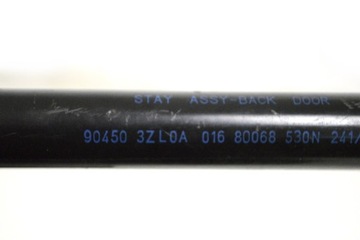 STAY ASSY-BACK DOOR
90450 3ZL0A 016 80068 530N 241/